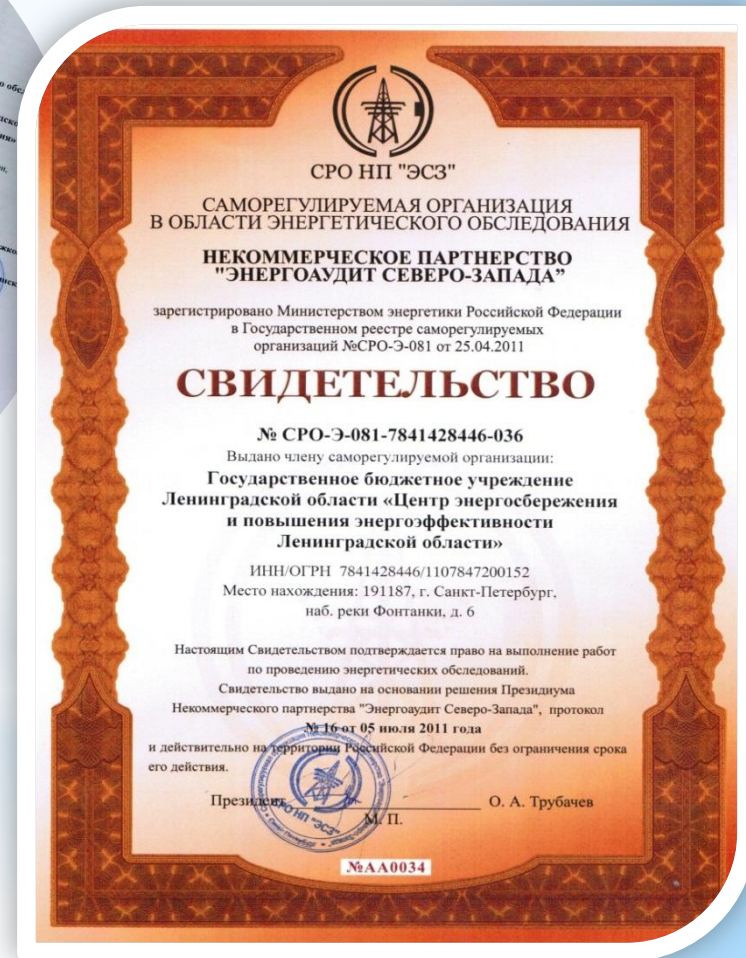 СРО НП "ЭСЗ"
САМОРЕГУЛИРУЕМАЯ ОРГАНИЗАЦИЯ
В ОБЛАСТИ ЭНЕРГЕТИЧЕСКОГО ОБСЛЕДОВАНИЯ
НЕКОММЕРЧЕСКОЕ ПАРТНЕРСТВО
"ЭНЕРГОАУДИТ СЕВЕРО-ЗАПАДА"
зарегистрировано Министерством энергетики Российской Федерации
в Государственном реестре саморегулируемых
организаций №СРО-Э-081 от 25.04.2011
СВИДЕТЕЛЬСТВО
№ СРО-Э-081-7841428446-036
Выдано члену саморегулируемой организации:
Государственное бюджетное учреждение
Ленинградской области «Центр энергосбережения
и повышения энергоэффективности
Ленинградской области»
ИНН/ОГРН 7841428446/1107847200152
Место нахождения: 191187, г. Санкт-Петербург,
наб. реки Фонтанки, д. 6
Настоящим Свидетельством подтверждается право на выполнение работ
по проведению энергетических обследований.
Свидетельство выдано на основании решения Президиума
Некоммерческого партнерства "Энергоаудит Северо-Запада", протокол
№ 16 от 05 июля 2011 года
и действительно на территории Российской Федерации без ограничения срока
его действия.
Президент О. А. Трубачев
М. П.
СРО НП "ЭСЗ"
№АА0034